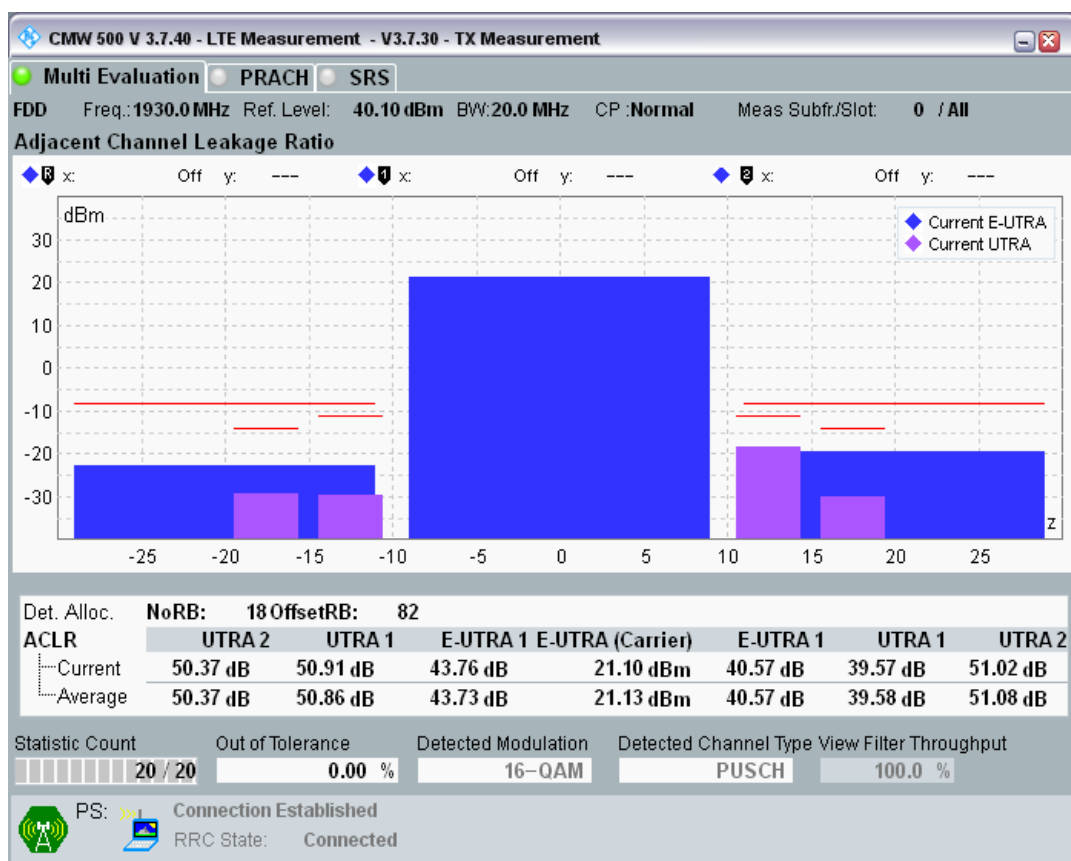 CMW 500 V 3.7.40 - LTE Measurement - V3.7.30 - TX Measurement
Multi Evaluation PRACH SRS
FDD Freq.: 1930.0 MHz Ref. Level: 40.10 dBm BW: 20.0 MHz CP : Normal Meas Subfr./Slot: 0 / All
Adjacent Channel Leakage Ratio
R x: Off y: --- 1 x: Off y: --- 2 x: Off y: ---
dBm
Current E-UTRA
Current UTRA
30
20
10
0
-10
-20
-30
z
-25 -20 -15 -10 -5 0 5 10 15 20 25
Det. Alloc. NoRB: 18 OffsetRB: 82
ACLR UTRA 2 UTRA 1 E-UTRA 1 E-UTRA (Carrier) E-UTRA 1 UTRA 1 UTRA 2
Current 50.37 dB 50.91 dB 43.76 dB 21.10 dBm 40.57 dB 39.57 dB 51.02 dB
Average 50.37 dB 50.86 dB 43.73 dB 21.13 dBm 40.57 dB 39.58 dB 51.08 dB
Statistic Count Out of Tolerance Detected Modulation Detected Channel Type View Filter Throughput
20 / 20 0.00 % 16-QAM PUSCH 100.0 %
PS: Connection Established
RRC State: Connected